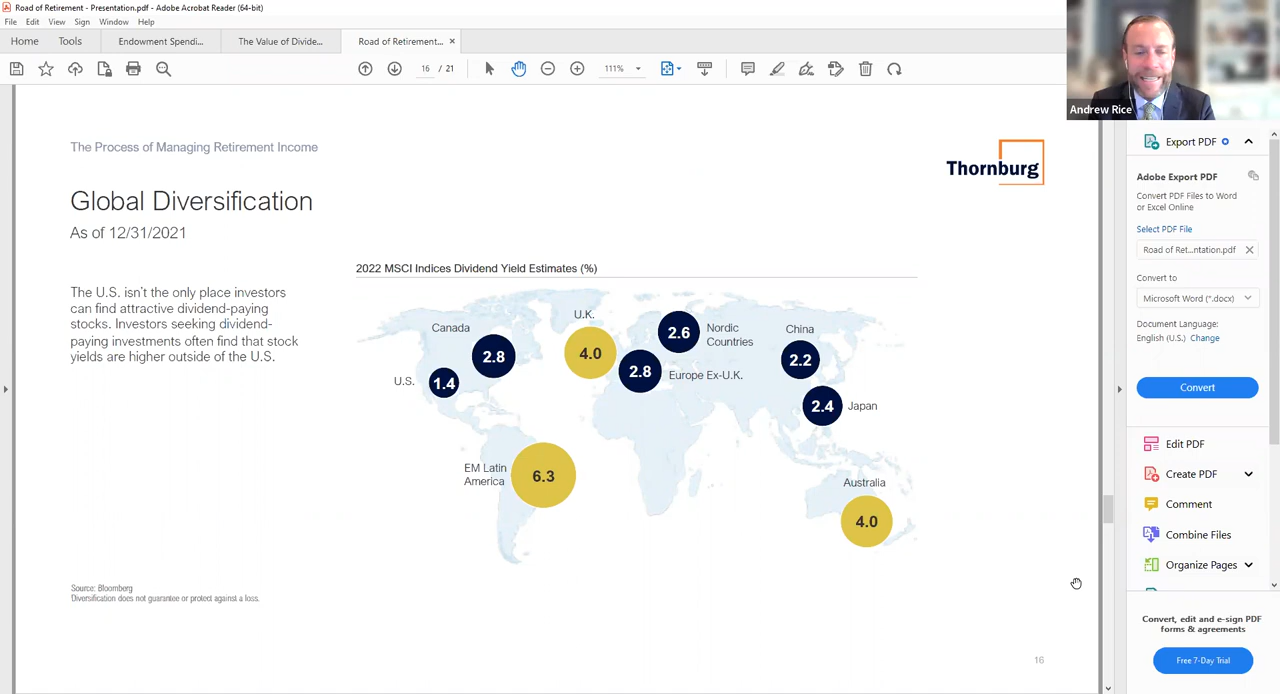 Road of Retirement - Presentation.pdf - Adobe Acrobat Reader (64-bit)
File Edit View Sign Window Help
Home Tools Endowment Spendi... The Value of Divide... Road of Retirement... ×
16 / 21 111%
Andrew Rice
The Process of Managing Retirement Income
Thornburg
Global Diversification
As of 12/31/2021
The U.S. isn't the only place investors
can find attractive dividend-paying
stocks. Investors seeking dividend-
paying investments often find that stock
yields are higher outside of the U.S.
2022 MSCI Indices Dividend Yield Estimates (%)
Canada
2.8
U.S.
1.4
U.K.
4.0
2.6
Nordic
Countries
2.8
Europe Ex-U.K.
China
2.2
2.4
Japan
EM Latin
America
6.3
Australia
4.0
Source: Bloomberg
Diversification does not guarantee or protect against a loss.
16
Export PDF
Adobe Export PDF
Convert PDF Files to Word
or Excel Online
Select PDF File
Road of Ret...ntation.pdf
Convert to
Microsoft Word (*.docx)
Document Language:
English (U.S.) Change
Convert
Edit PDF
Create PDF
Comment
Combine Files
Organize Pages
Convert, edit and e-sign PDF
forms & agreements
Free 7-Day Trial